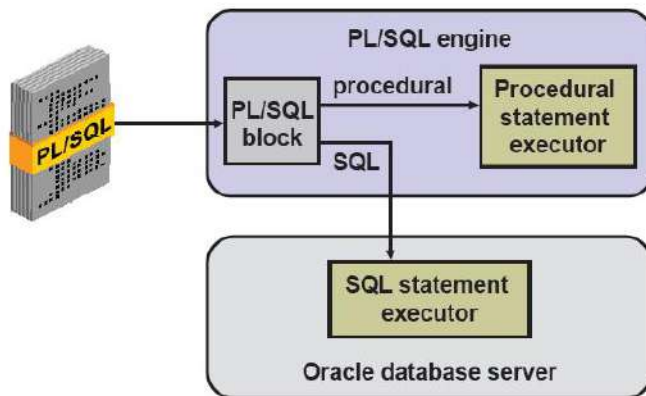 PL/SQL engine
PL/SQL
PL/SQL
block
procedural
SQL
Procedural
statement
executor
SQL statement
executor
Oracle database server